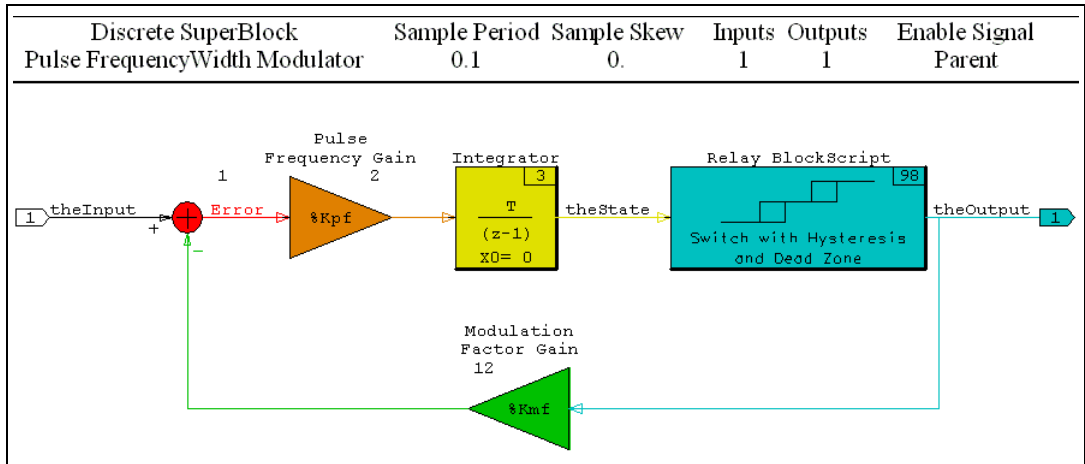 Discrete SuperBlock Sample Period Sample Skew Inputs Outputs Enable Signal
Pulse FrequencyWidth Modulator 0.1 0. 1 1 Parent
Pulse
Frequency Gain
1 2
Integrator
3
Relay BlockScript
98
1
theInput
+
-
Error
%Kpf
T
(z-1)
X0= 0
theState
Switch with Hysteresis
and Dead Zone
theOutput
1
Modulation
Factor Gain
12
%Kmf